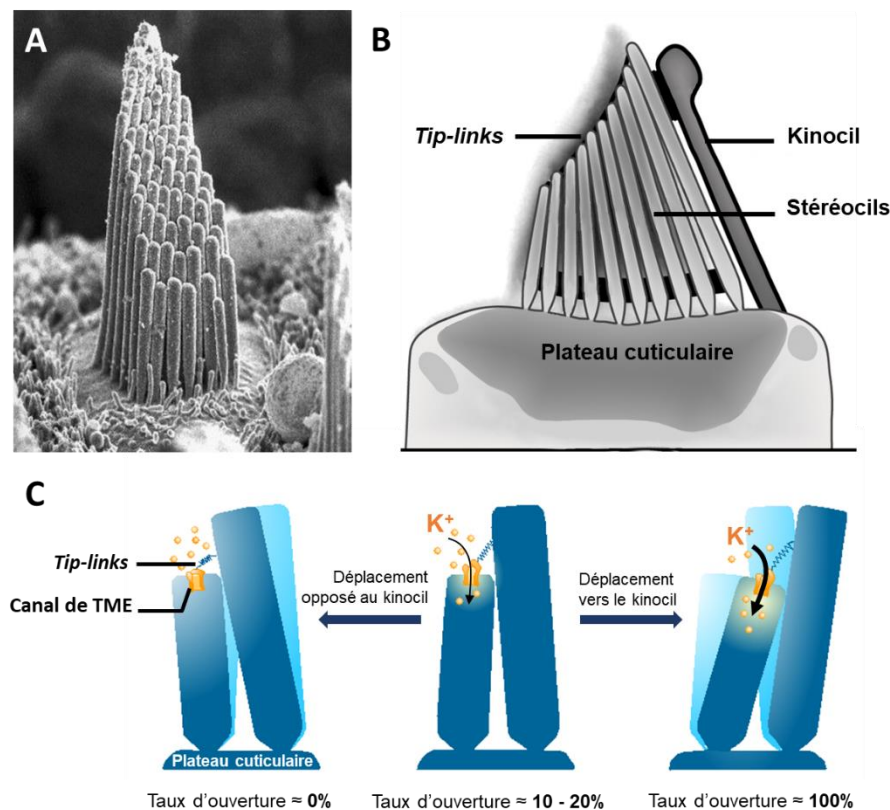 A
B
Tip-links
Kinocil
Stéréocils
Plateau cuticulaire
C
K⁺
K⁺
Tip-links
Déplacement
opposé au kinocil
Déplacement
vers le kinocil
Canal de TME
Plateau cuticulaire
Taux d'ouverture ≈ 0%
Taux d'ouverture ≈ 10 - 20%
Taux d'ouverture ≈ 100%